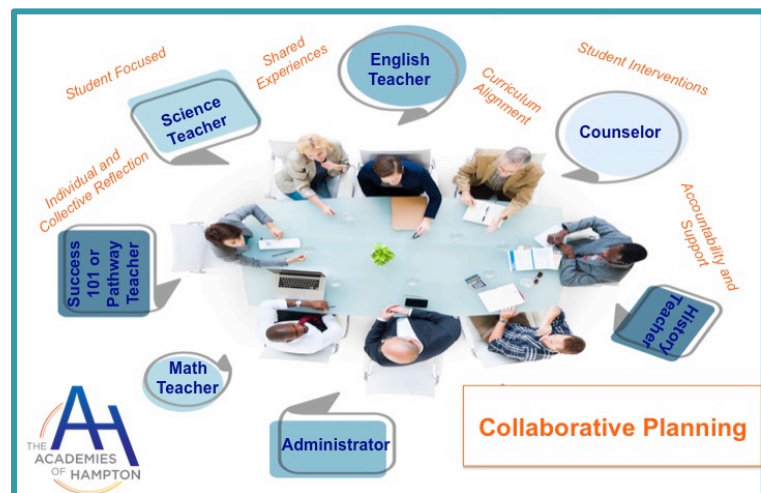 Student Focused
Shared
Experiences
English
Teacher
Curriculum
Alignment
Student Interventions
Science
Teacher
Counselor
Individual and
Collective Reflection
Accountability and
Support
Success
101 or
Pathway
Teacher
History
Teacher
Math
Teacher
Administrator
Collaborative Planning
AH
THE
ACADEMIES
OF
HAMPTON